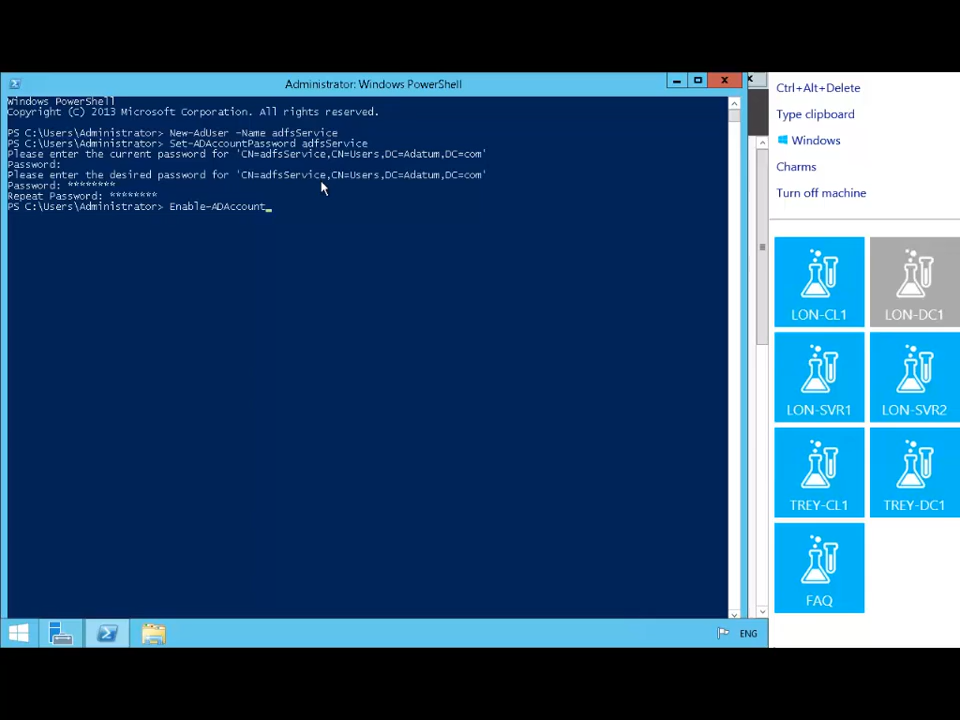 Administrator: Windows PowerShell
Windows PowerShell
Copyright (C) 2013 Microsoft Corporation. All rights reserved.
PS C:\Users\Administrator> New-AdUser -Name adfsService
PS C:\Users\Administrator> Set-ADAccountPassword adfsService
Please enter the current password for 'CN=adfsService,CN=Users,DC=Adatum,DC=com'
Password:
Please enter the desired password for 'CN=adfsService,CN=Users,DC=Adatum,DC=com'
Password: ********
Repeat Password: ********
PS C:\Users\Administrator> Enable-ADAccount_
ENG
Ctrl+Alt+Delete
Type clipboard
Windows
Charms
Turn off machine
LON-CL1
LON-DC1
LON-SVR1
LON-SVR2
TREY-CL1
TREY-DC1
FAQ